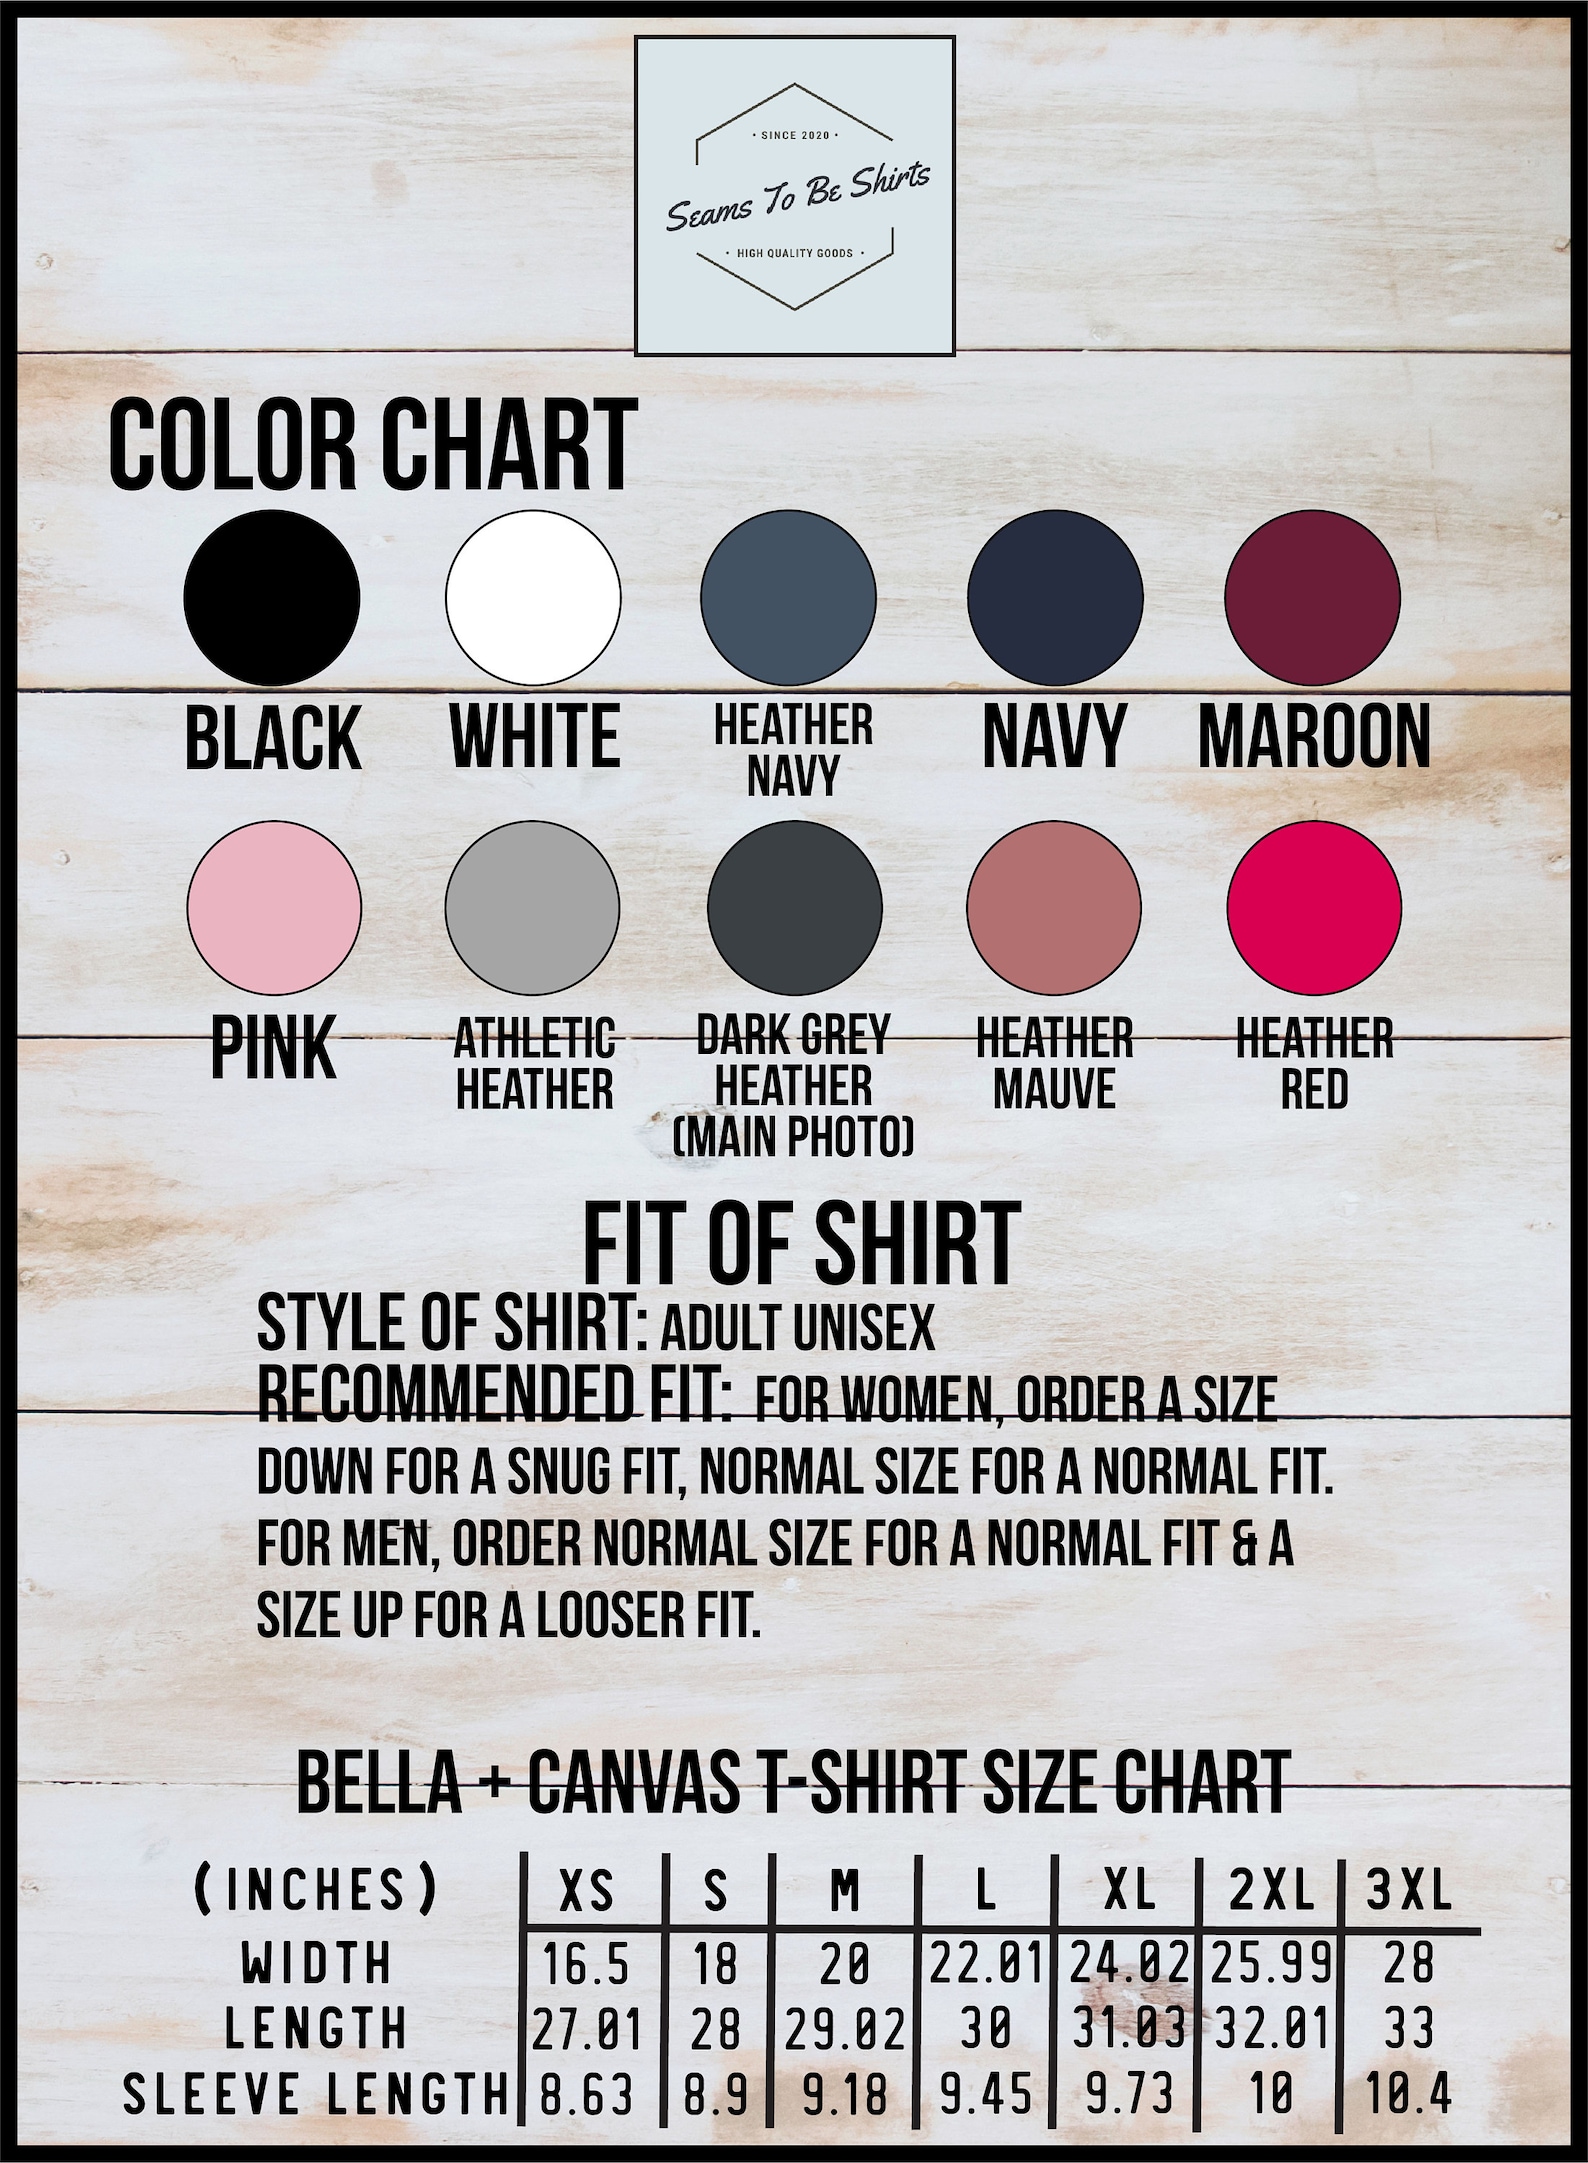 · SINCE 2020 ·
Seams To Be Shirts
· HIGH QUALITY GOODS ·
COLOR CHART
BLACK WHITE HEATHER NAVY NAVY MAROON
PINK ATHLETIC HEATHER DARK GREY HEATHER (MAIN PHOTO) HEATHER MAUVE HEATHER RED
FIT OF SHIRT
STYLE OF SHIRT: ADULT UNISEX
RECOMMENDED FIT: FOR WOMEN, ORDER A SIZE
DOWN FOR A SNUG FIT, NORMAL SIZE FOR A NORMAL FIT.
FOR MEN, ORDER NORMAL SIZE FOR A NORMAL FIT & A
SIZE UP FOR A LOOSER FIT.
BELLA + CANVAS T-SHIRT SIZE CHART
(INCHES) XS S M L XL 2XL 3XL
WIDTH 16.5 18 20 22.01 24.02 25.99 28
LENGTH 27.01 28 29.02 30 31.03 32.01 33
SLEEVE LENGTH 8.63 8.9 9.18 9.45 9.73 10 10.4